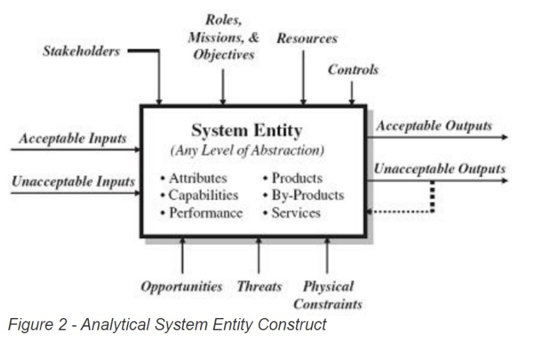 Roles,
Missions, &
Objectives
Resources
Stakeholders
Controls
System Entity
(Any Level of Abstraction)
• Attributes
• Products
• Capabilities
• By-Products
• Performance
• Services
Acceptable Inputs
Unacceptable Inputs
Acceptable Outputs
Unacceptable Outputs
Opportunities
Threats
Physical
Constraints
Figure 2 - Analytical System Entity Construct